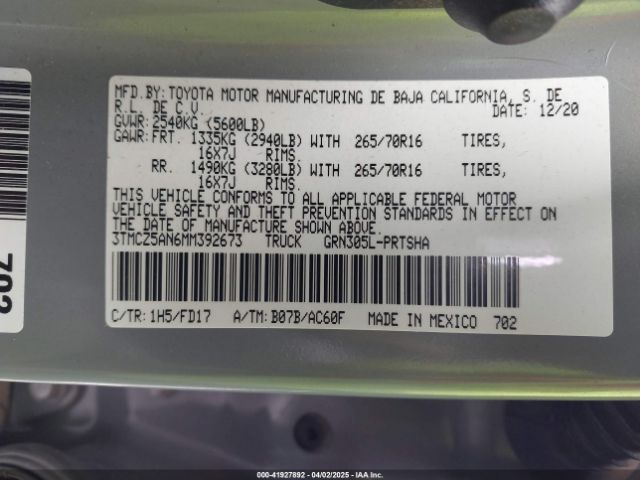 MFD.BY: TOYOTA MOTOR MANUFACTURING DE BAJA CALIFORNIA, S. DE
R.L. DE C.V. DATE: 12/20
GVWR: 2540KG (5600LB)
GAWR: FRT. 1335KG (2940LB) WITH 265/70R16 TIRES,
16X7J RIMS.
RR. 1490KG (3280LB) WITH 265/70R16 TIRES,
16X7J RIMS.
THIS VEHICLE CONFORMS TO ALL APPLICABLE FEDERAL MOTOR
VEHICLE SAFETY AND THEFT PREVENTION STANDARDS IN EFFECT ON
THE DATE OF MANUFACTURE SHOWN ABOVE.
3TMCZ5AN6MM392673 TRUCK GRN305L-PRTSHA
C/TR: 1H5/FD17 A/TM: B07B/AC60F MADE IN MEXICO 702
702
000-41927892 - 04/02/2025 - IAA Inc.